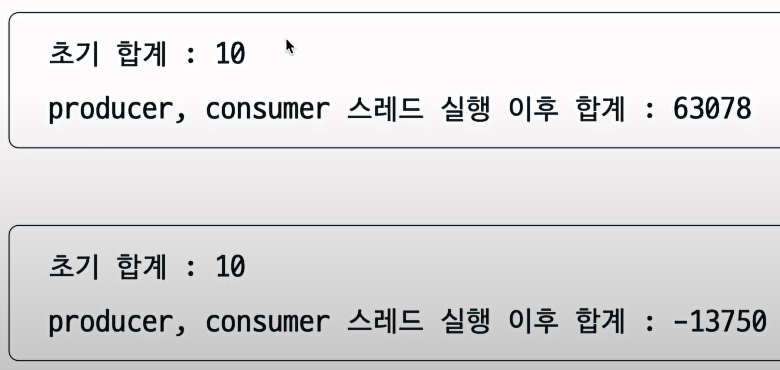 초기 합계 : 10
producer, consumer 스레드 실행 이후 합계 : 63078
초기 합계 : 10
producer, consumer 스레드 실행 이후 합계 : -13750